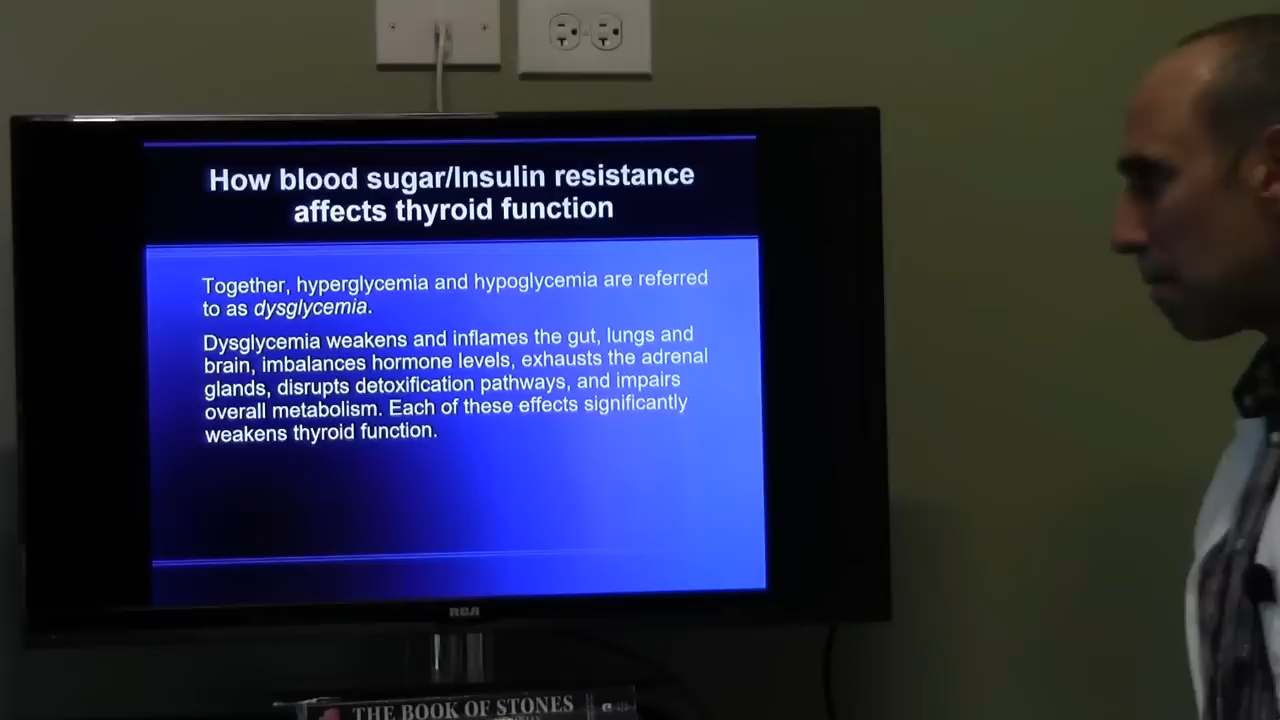 How blood sugar/Insulin resistance
affects thyroid function
Together, hyperglycemia and hypoglycemia are referred
to as dysglycemia.
Dysglycemia weakens and inflames the gut, lungs and
brain, imbalances hormone levels, exhausts the adrenal
glands, disrupts detoxification pathways, and impairs
overall metabolism. Each of these effects significantly
weakens thyroid function.
RCA
THE BOOK OF STONES